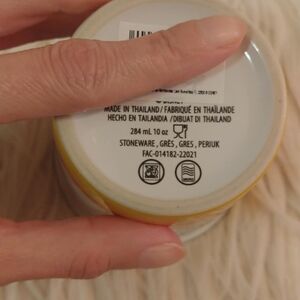 MADE IN THAILAND / FABRIQUÉ EN THAÏLANDE
HECHO EN TAILANDIA / DIBUAT DI THAILAND
284 mL 10 oz
STONEWARE, GRÈS, GRES, PERIUK
FAC-014182-22021